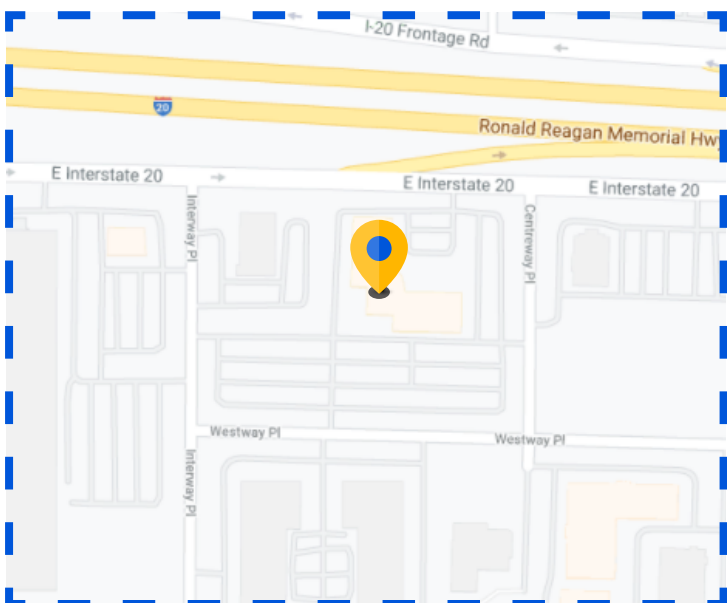 I-20 Frontage Rd
20
Ronald Reagan Memorial Hw
E Interstate 20
E Interstate 20
E Interstate 20
Interway Pl
Centreway Pl
Westway Pl
Westway Pl
Interway Pl